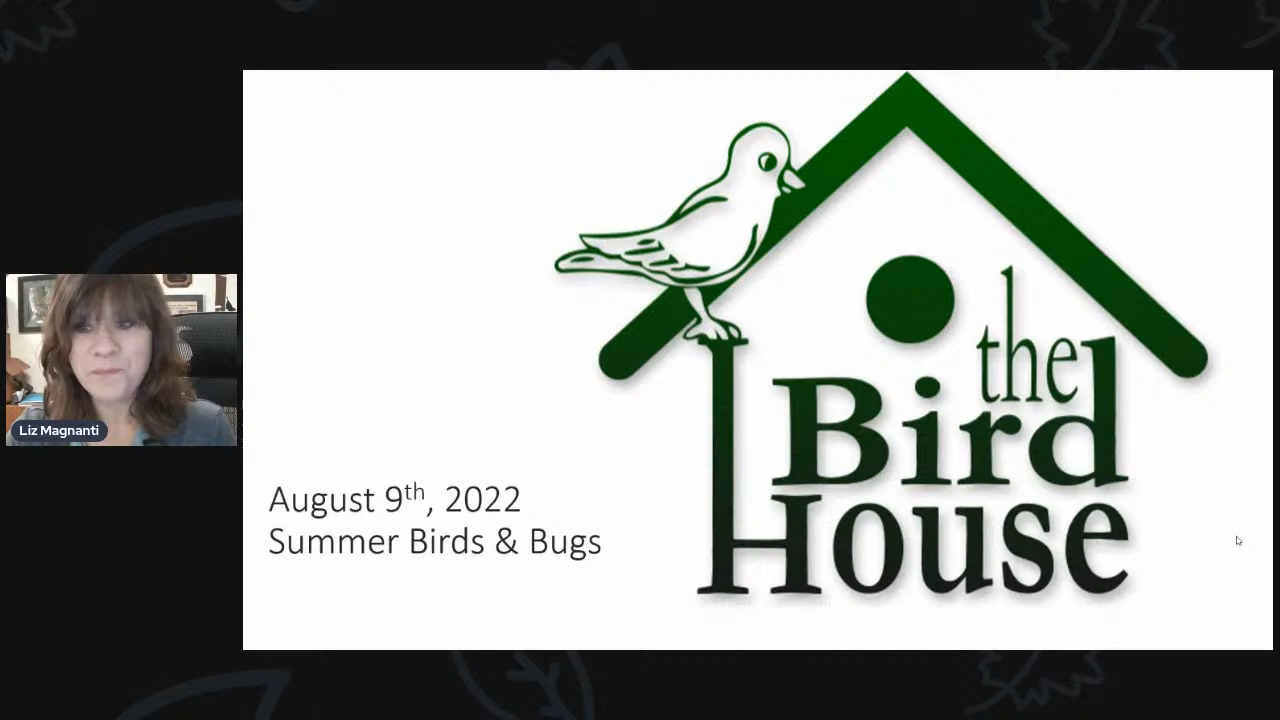 the
Bird
House
August 9th, 2022
Summer Birds & Bugs
Liz Magnanti